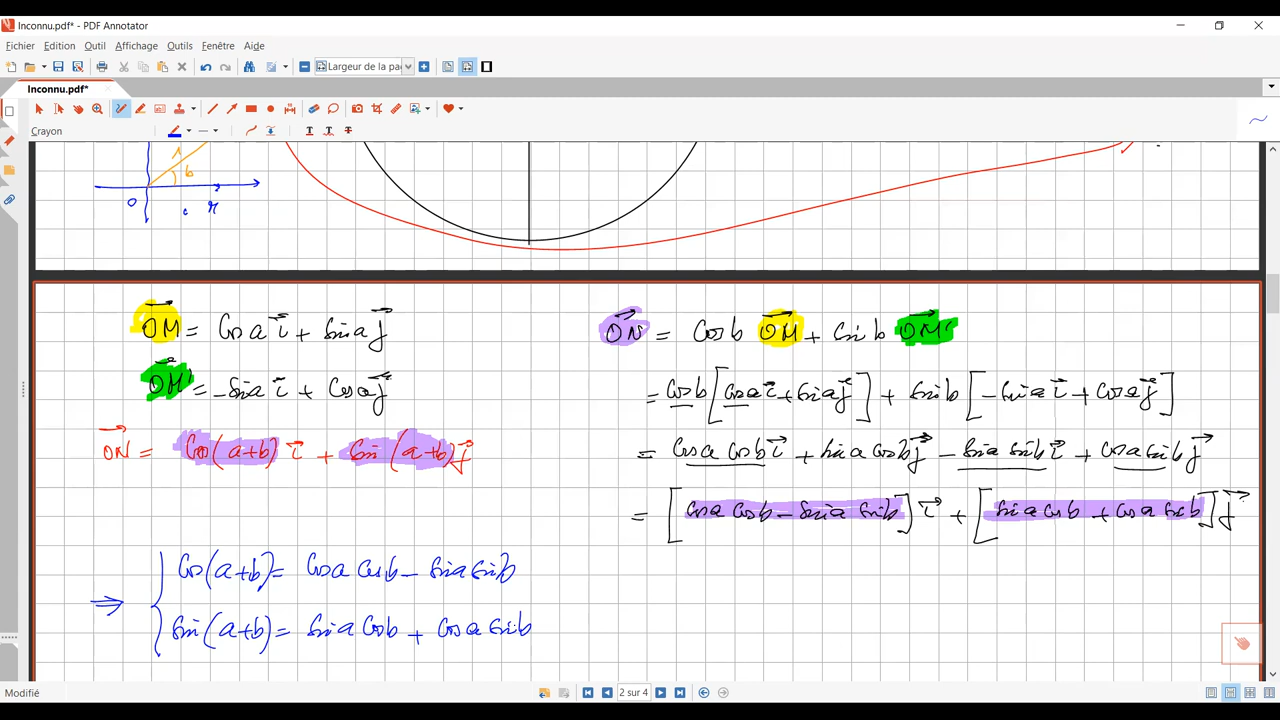 Inconnu.pdf* - PDF Annotator
Fichier Edition Outil Affichage Outils Fenêtre Aide
Largeur de la pa
Inconnu.pdf*
Crayon
1
b
O
OM⃗ = Cos a i⃗ + sin a j⃗
OM'⃗ = -sin a i⃗ + Cos a j⃗
ON⃗ = Cos(a+b) i⃗ + sin(a+b) j⃗
ON⃗ = Cos b OM⃗ + sin b OM'⃗
= Cos b [cos a i⃗ + sin a j⃗] + sin b [-sin a i⃗ + cos a j⃗]
= Cos a cos b i⃗ + sin a cos b j⃗ - sin a sin b i⃗ + cos a sin b j⃗
= [cos a cos b - sin a sin b] i⃗ + [sin a cos b + cos a sin b] j⃗
⇒ { Cos(a+b) = Cos a cos b - sin a sin b
sin(a+b) = sin a Cos b + Cos a sin b
Modifié
2 sur 4